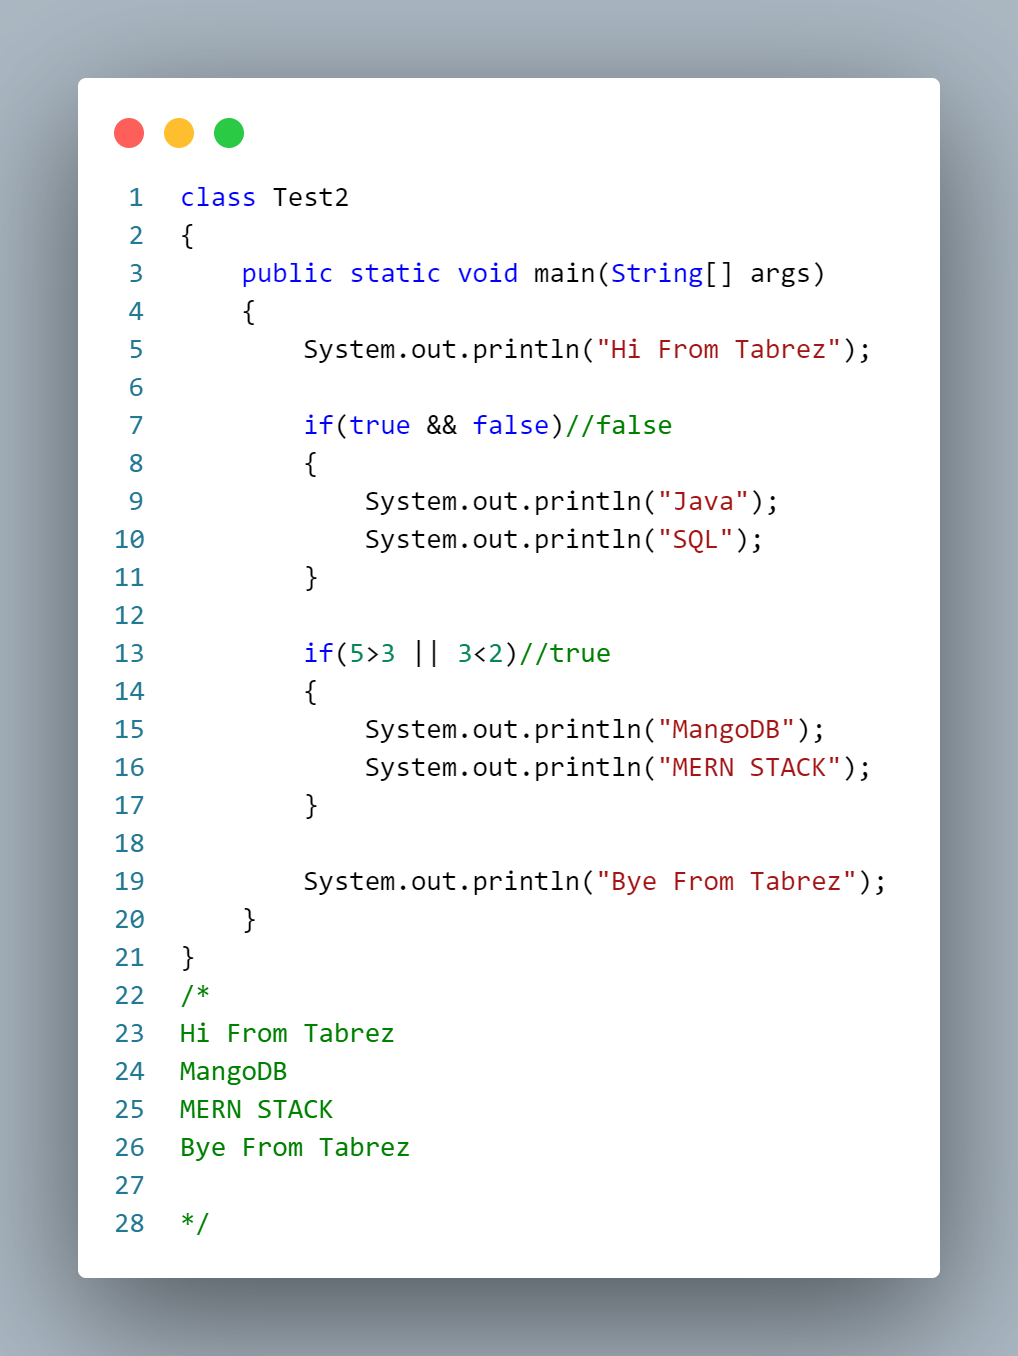 1 class Test2
2 {
3     public static void main(String[] args)
4     {
5         System.out.println("Hi From Tabrez");
6
7         if(true && false)//false
8         {
9             System.out.println("Java");
10             System.out.println("SQL");
11         }
12
13         if(5>3 || 3<2)//true
14         {
15             System.out.println("MangoDB");
16             System.out.println("MERN STACK");
17         }
18
19         System.out.println("Bye From Tabrez");
20     }
21 }
22 /*
23 Hi From Tabrez
24 MangoDB
25 MERN STACK
26 Bye From Tabrez
27
28 */